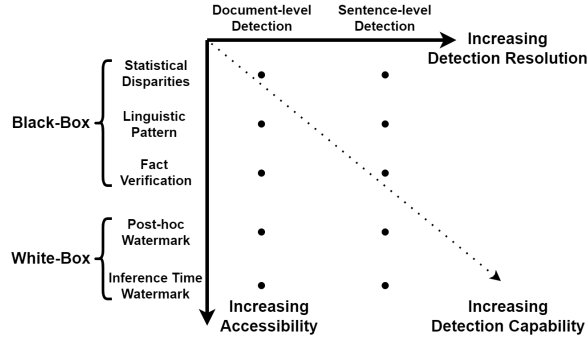 Document-level
Detection
Sentence-level
Detection
Increasing
Detection Resolution
Black-Box
Statistical
Disparities
Linguistic
Pattern
Fact
Verification
White-Box
Post-hoc
Watermark
Inference Time
Watermark
Increasing
Accessibility
Increasing
Detection Capability